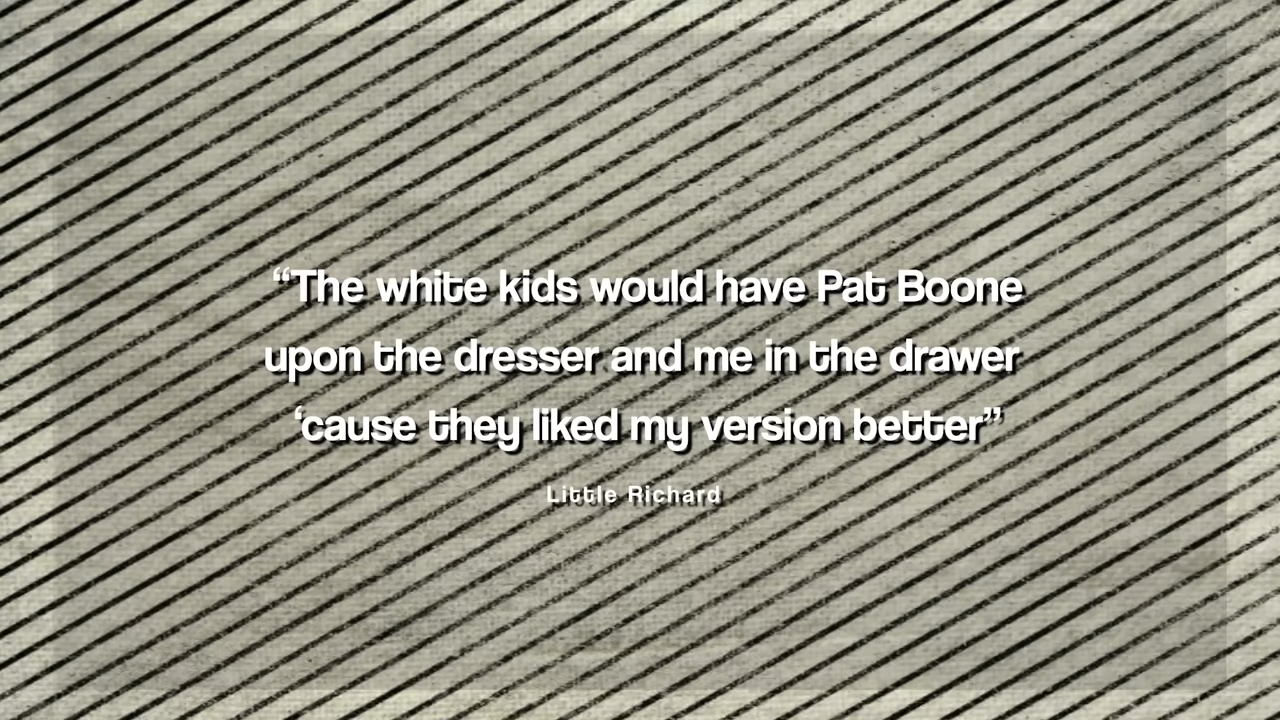 “The white kids would have Pat Boone
upon the dresser and me in the drawer
‘cause they liked my version better”
Little Richard